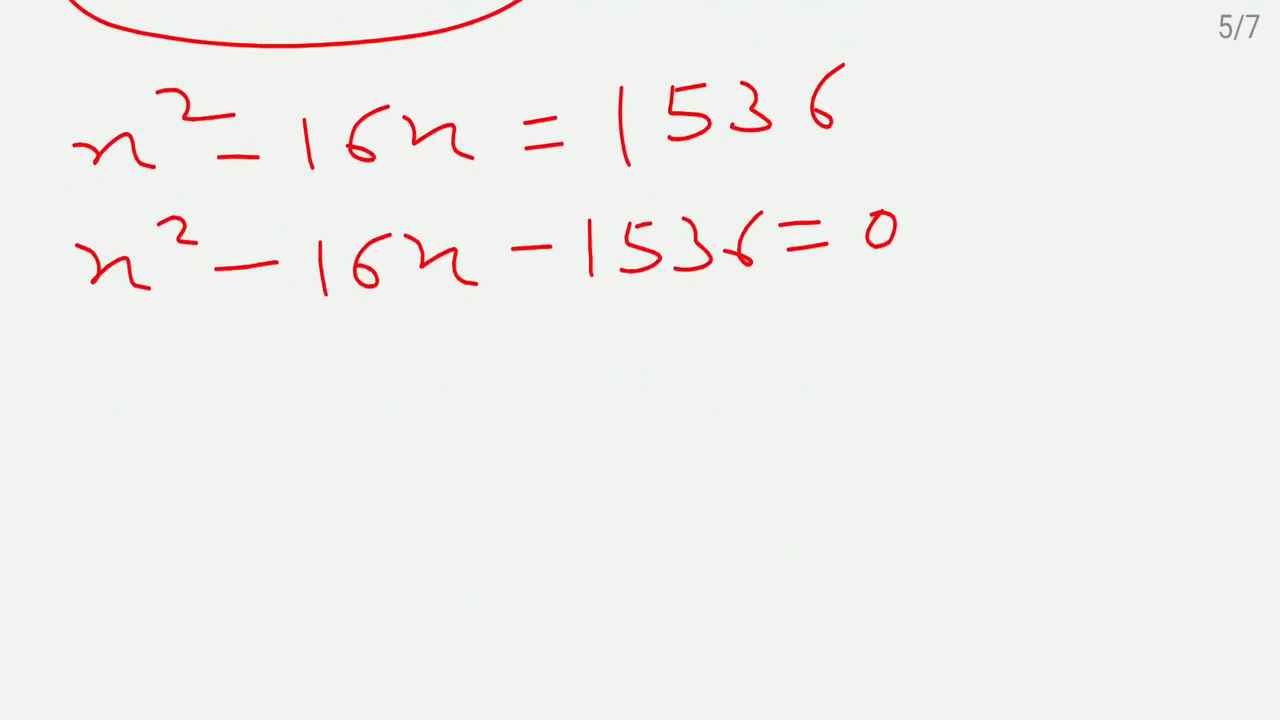 5/7
x² - 16x = 1536
x² - 16x - 1536 = 0